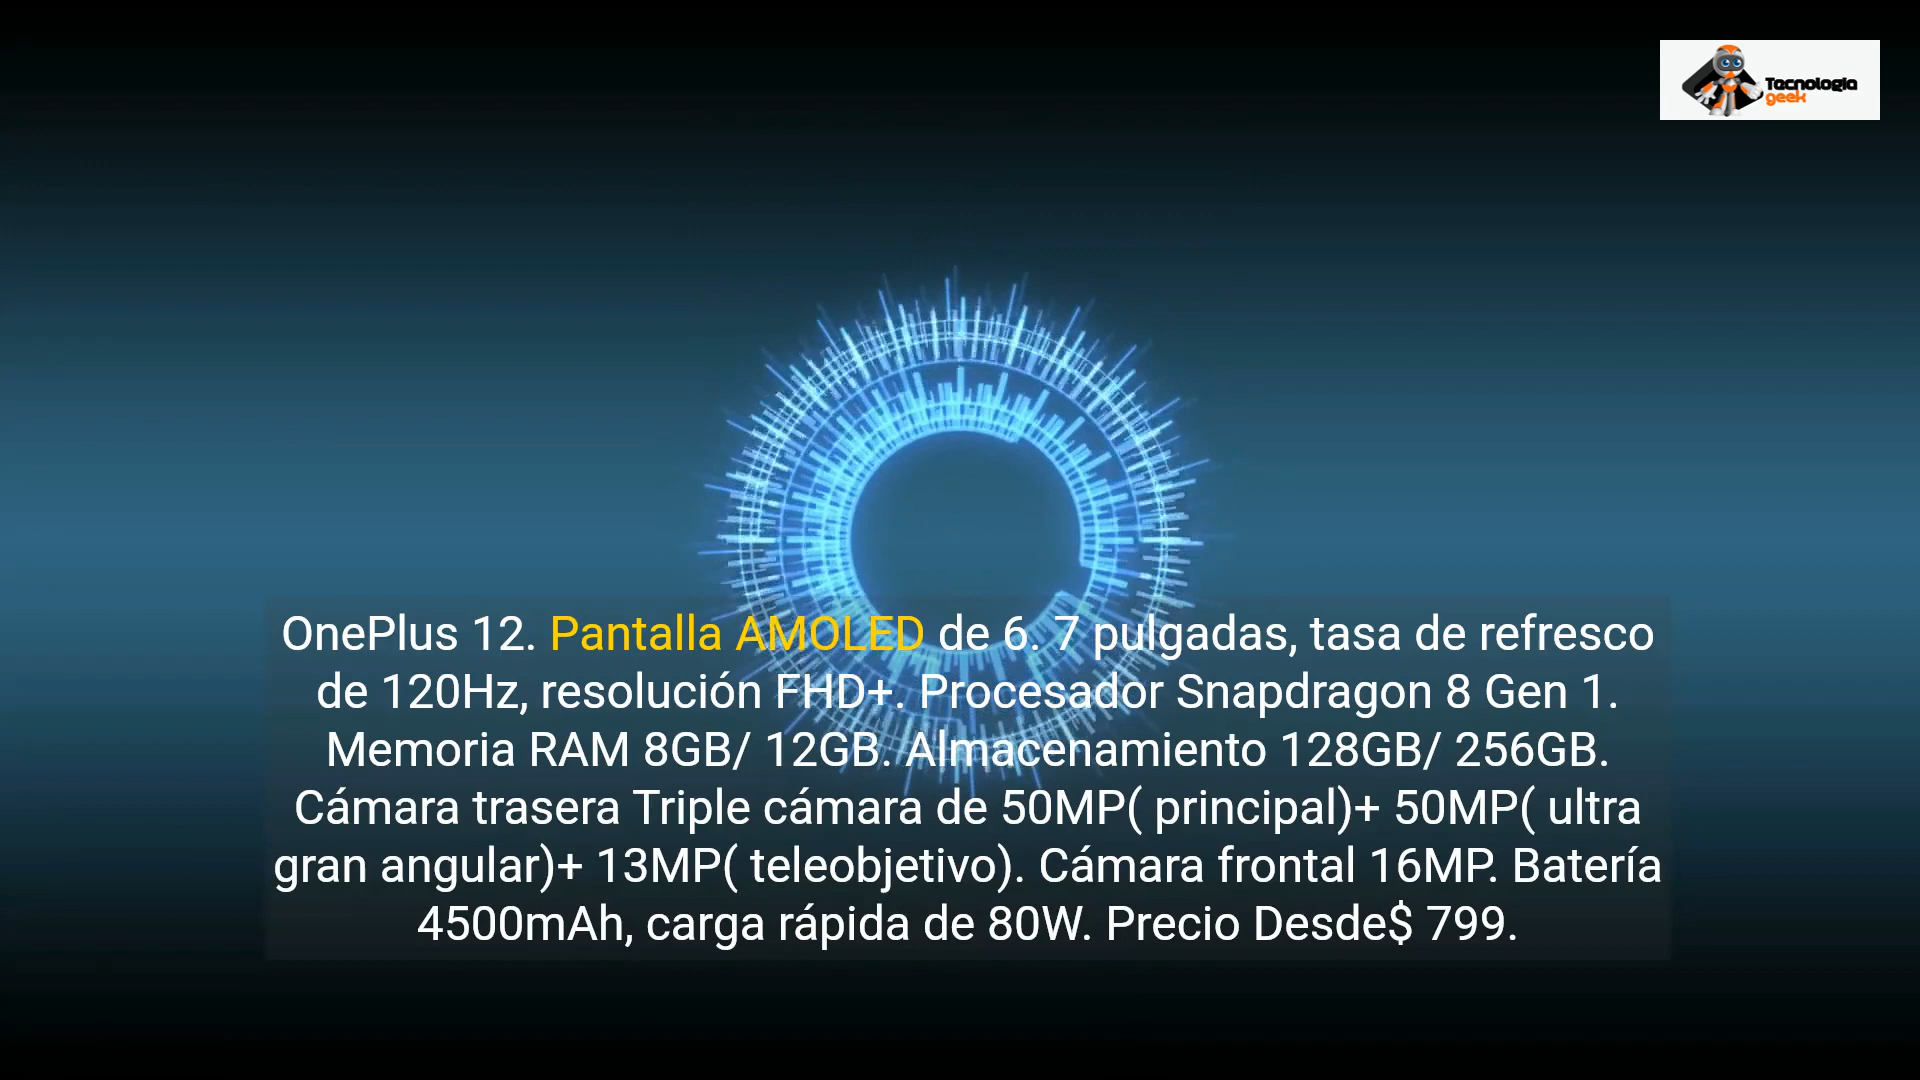 Tecnologia
geek
OnePlus 12. Pantalla AMOLED de 6. 7 pulgadas, tasa de refresco
de 120Hz, resolución FHD+. Procesador Snapdragon 8 Gen 1.
Memoria RAM 8GB/ 12GB. Almacenamiento 128GB/ 256GB.
Cámara trasera Triple cámara de 50MP( principal)+ 50MP( ultra
gran angular)+ 13MP( teleobjetivo). Cámara frontal 16MP. Batería
4500mAh, carga rápida de 80W. Precio Desde$ 799.